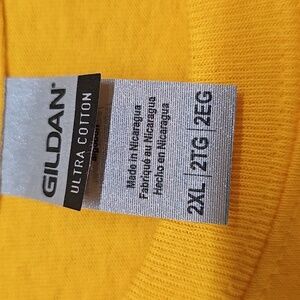 GILDAN®
ULTRA COTTON
Made in Nicaragua
Fabriqué au Nicaragua
Hecho en Nicaragua
2XL | 2TG | 2EG